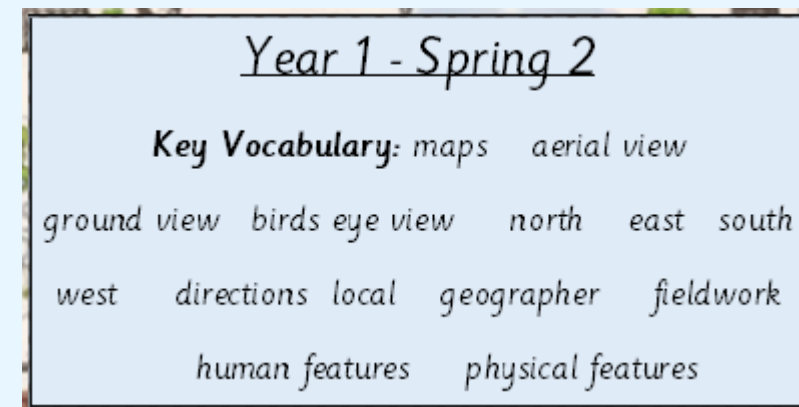 Year 1 - Spring 2
Key Vocabulary: maps aerial view
ground view birds eye view north east south
west directions local geographer fieldwork
human features physical features